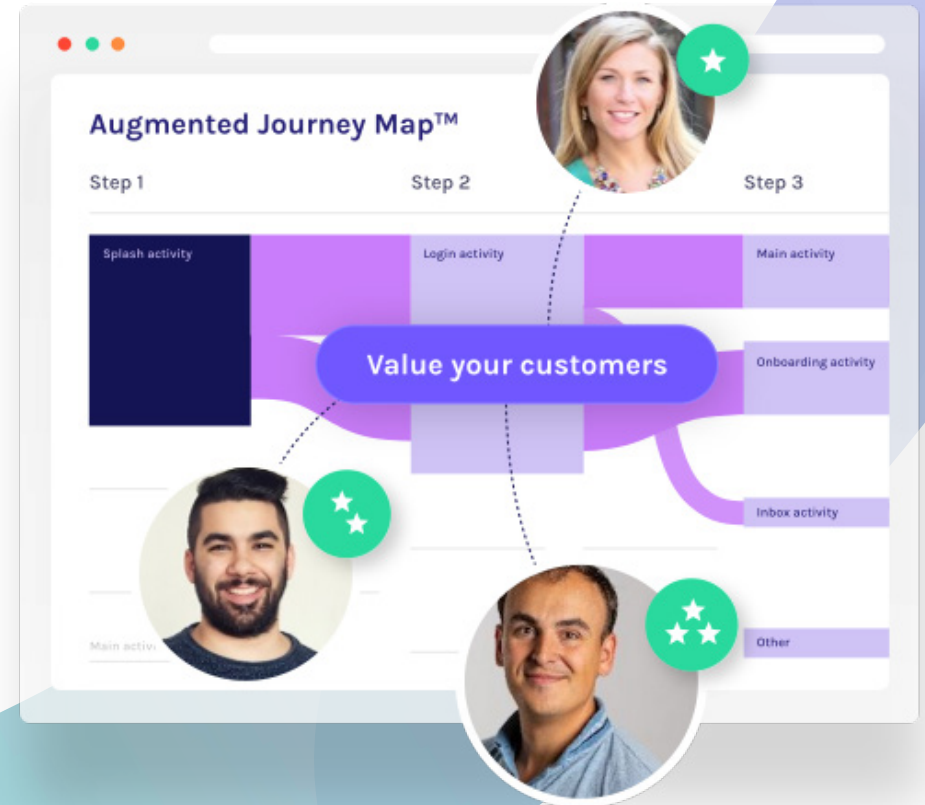 Augmented Journey Map™
Step 1
Step 2
Step 3
Splash activity
Login activity
Main activity
Value your customers
Onboarding activity
Inbox activity
Main
Other